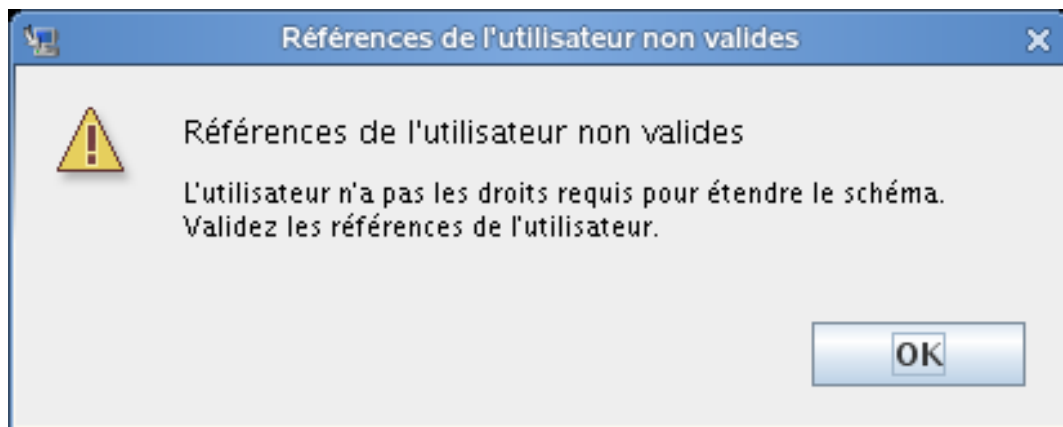 Références de l'utilisateur non valides
Références de l'utilisateur non valides
L'utilisateur n'a pas les droits requis pour étendre le schéma.
Validez les références de l'utilisateur.
OK